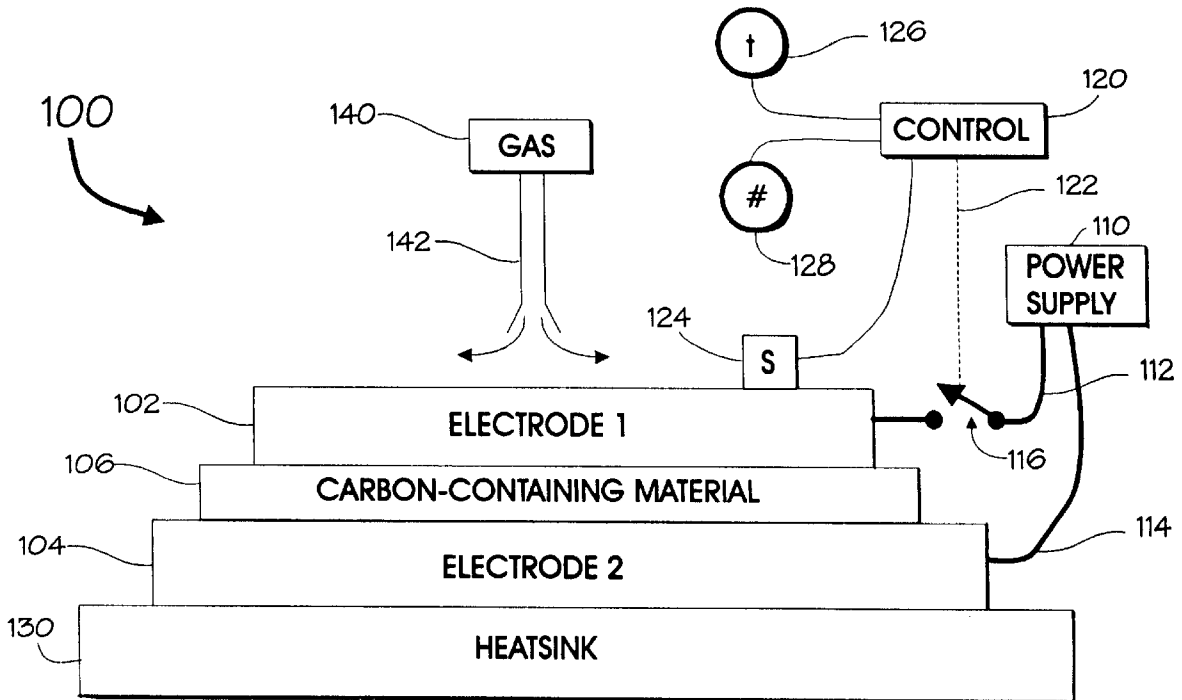 t
126
100
140
GAS
CONTROL
120
#
122
142
128
110
POWER
SUPPLY
124
S
112
102
ELECTRODE 1
116
106
CARBON-CONTAINING MATERIAL
104
ELECTRODE 2
114
130
HEATSINK